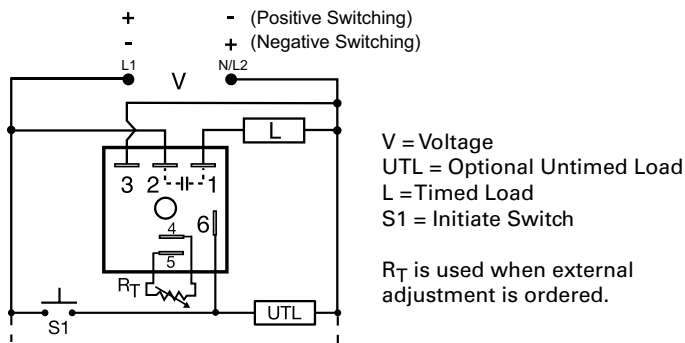 + - (Positive Switching)
- + (Negative Switching)
L1 V N/L2
L
3 2 1
4 6
5
RT
S1 UTL
V = Voltage
UTL = Optional Untimed Load
L = Timed Load
S1 = Initiate Switch
RT is used when external
adjustment is ordered.